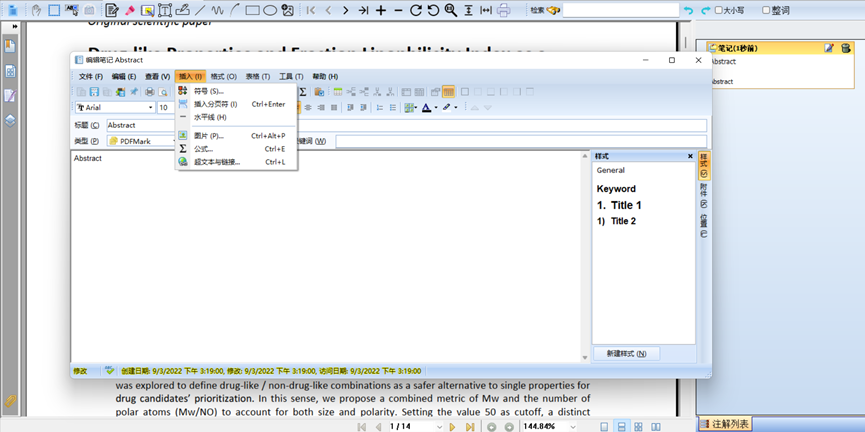 Original scientific paper
检索
大小写
整词
编辑笔记 Abstract
笔记(1秒前)
Abstract
Abstract
文件 (F) 编辑 (E) 查看 (V) 插入 (I) 格式 (O) 表格 (T) 工具 (T) 帮助 (H)
符号 (S)...
插入分页符 (I) Ctrl+Enter
水平线 (H)
图片 (P)... Ctrl+Alt+P
公式... Ctrl+E
超文本与链接... Ctrl+L
Arial 10
标题 (C) Abstract
类型 (P) PDFMark 键词 (W)
Abstract
样式
General
Keyword
1. Title 1
1) Title 2
样式
附件
位置
新建样式 (N)
修改 创建日期: 9/3/2022 下午 3:19:00, 修改: 9/3/2022 下午 3:19:00, 访问日期: 9/3/2022 下午 3:19:00
was explored to define drug-like / non-drug-like combinations as a safer alternative to single properties for
drug candidates' prioritization. In this sense, we propose a combined metric of Mw and the number of
polar atoms (Mw/NO) to account for both size and polarity. Setting the value 50 as cutoff, a distinct
1 / 14 144.84%
注解列表